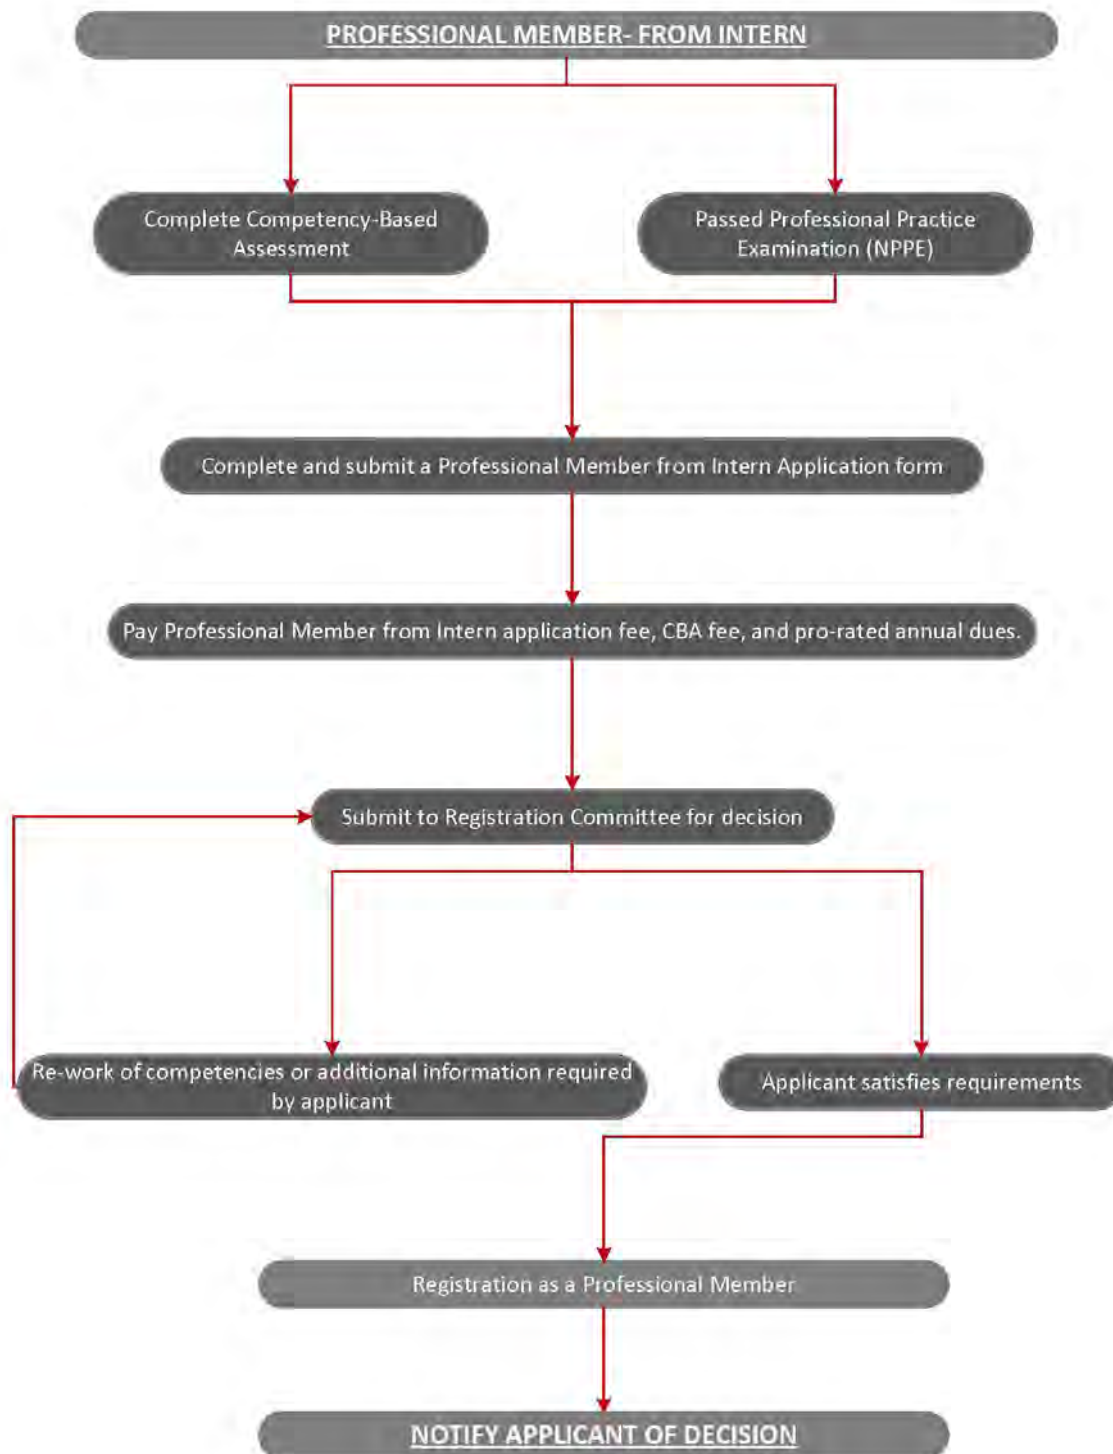 PROFESSIONAL MEMBER- FROM INTERN
Complete Competency-Based
Assessment
Passed Professional Practice
Examination (NPPE)
Complete and submit a Professional Member from Intern Application form
Pay Professional Member from Intern application fee, CBA fee, and pro-rated annual dues.
Submit to Registration Committee for decision
Re-work of competencies or additional information required
by applicant
Applicant satisfies requirements
Registration as a Professional Member
NOTIFY APPLICANT OF DECISION